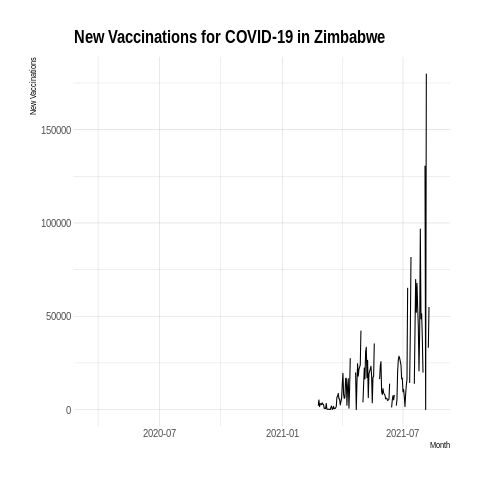 New Vaccinations for COVID-19 in Zimbabwe
New Vaccinations
150000
100000
50000
0
2020-07 2021-01 2021-07
Month